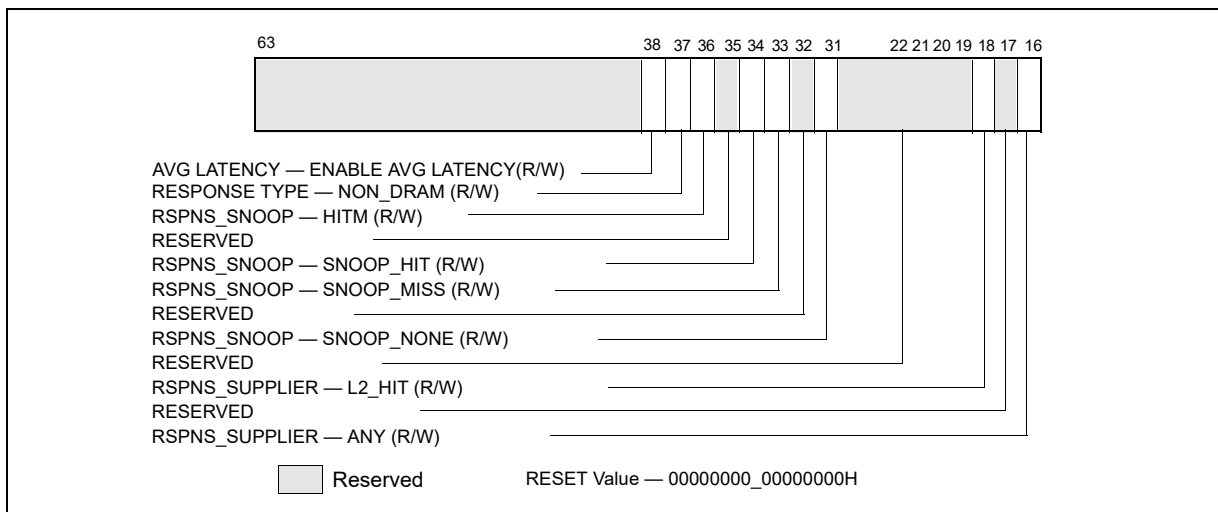 63 38 37 36 35 34 33 32 31 22 21 20 19 18 17 16
AVG LATENCY — ENABLE AVG LATENCY(R/W)
RESPONSE TYPE — NON_DRAM (R/W)
RSPNS_SNOOP — HITM (R/W)
RESERVED
RSPNS_SNOOP — SNOOP_HIT (R/W)
RSPNS_SNOOP — SNOOP_MISS (R/W)
RESERVED
RSPNS_SNOOP — SNOOP_NONE (R/W)
RESERVED
RSPNS_SUPPLIER — L2_HIT (R/W)
RESERVED
RSPNS_SUPPLIER — ANY (R/W)
Reserved RESET Value — 00000000_00000000H